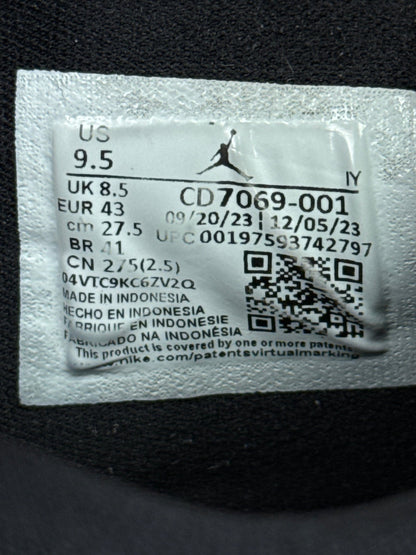 US
9.5
IY
UK 8.5
EUR 43
cm 27.5
BR 41
CN 275(2.5)
CD7069-001
09/20/23 | 12/05/23
UPC 00197593742797
04VTC9KC6ZV2Q
MADE IN INDONESIA
HECHO EN INDONESIA
FABRIQUE EN INDONESIE
FABRICADO NA INDONÉSIA
This product is covered by one or more patents
nike.com/patentsvirtualmarking